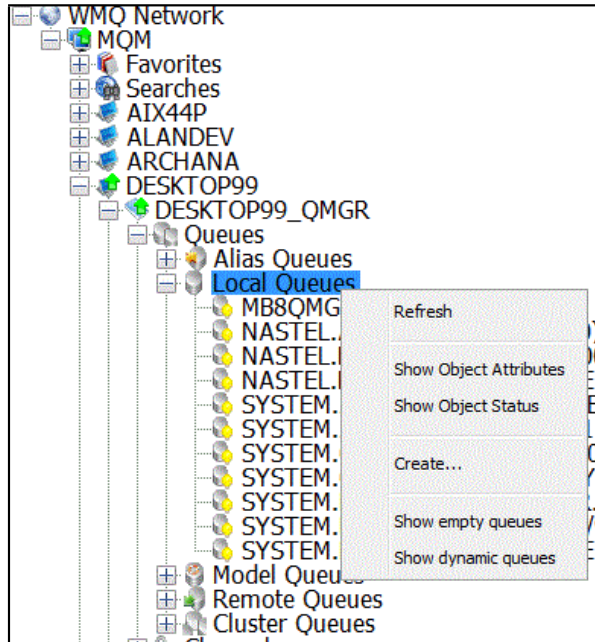 WMQ Network
MQM
Favorites
Searches
AIX44P
ALANDEV
ARCHANA
DESKTOP99
DESKTOP99_QMGR
Queues
Alias Queues
Local Queues
MB8QMG
NASTEL.
NASTEL.
NASTEL.
SYSTEM.
SYSTEM.
SYSTEM.
SYSTEM.
SYSTEM.
SYSTEM.
SYSTEM.
Model Queues
Remote Queues
Cluster Queues
Refresh
Show Object Attributes
Show Object Status
Create...
Show empty queues
Show dynamic queues